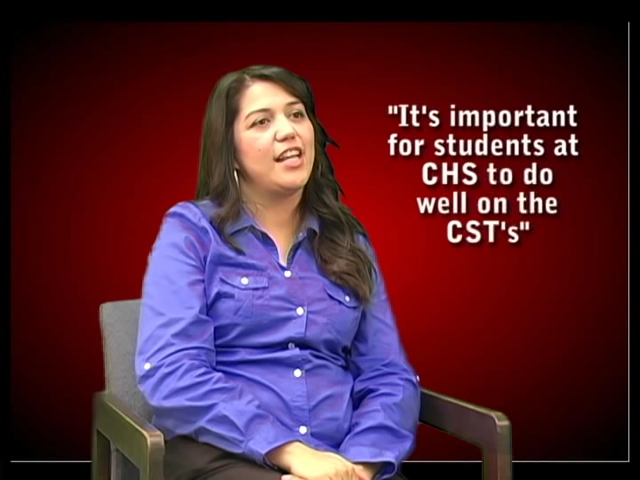 "It's important
for students at
CHS to do
well on the
CST's"